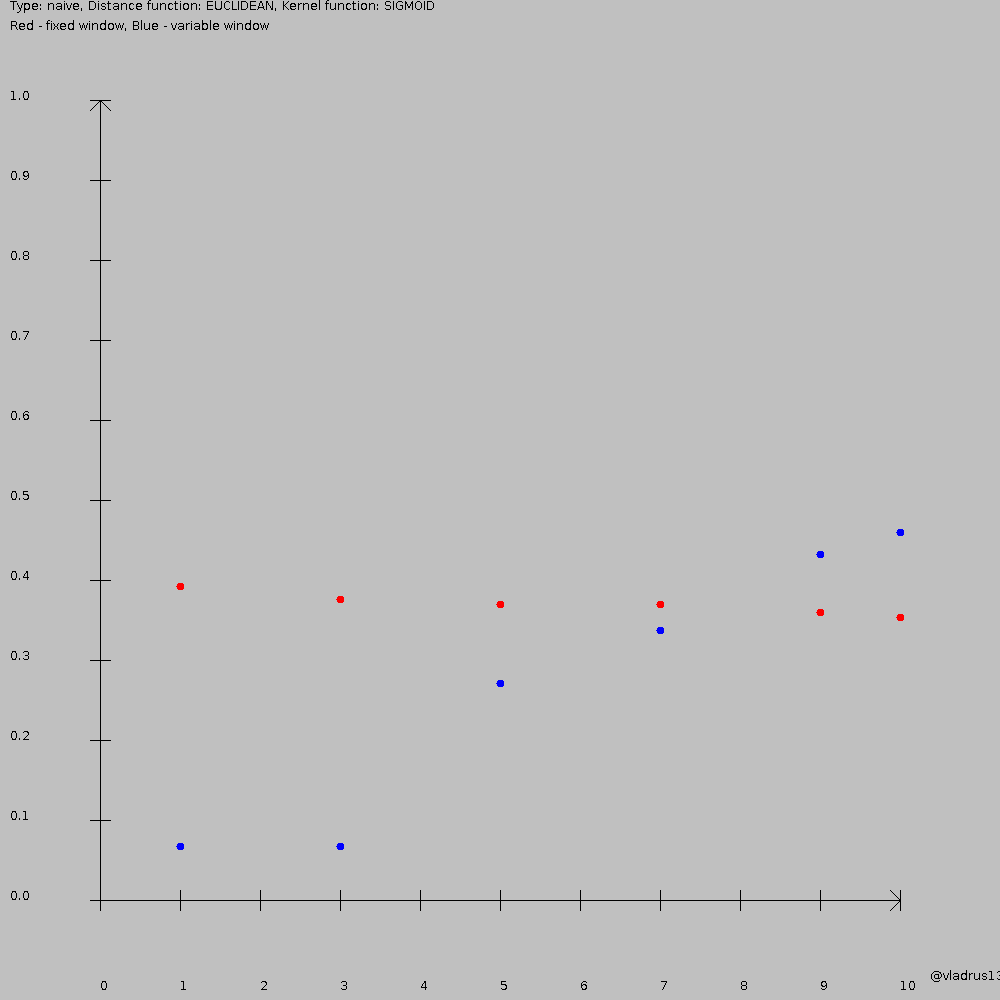 Type: naive, Distance function: EUCLIDEAN, Kernel function: SIGMOID
Red - fixed window, Blue - variable window
1.0
0.9
0.8
0.7
0.6
0.5
0.4
0.3
0.2
0.1
0.0
0 1 2 3 4 5 6 7 8 9 10
@vladrus13